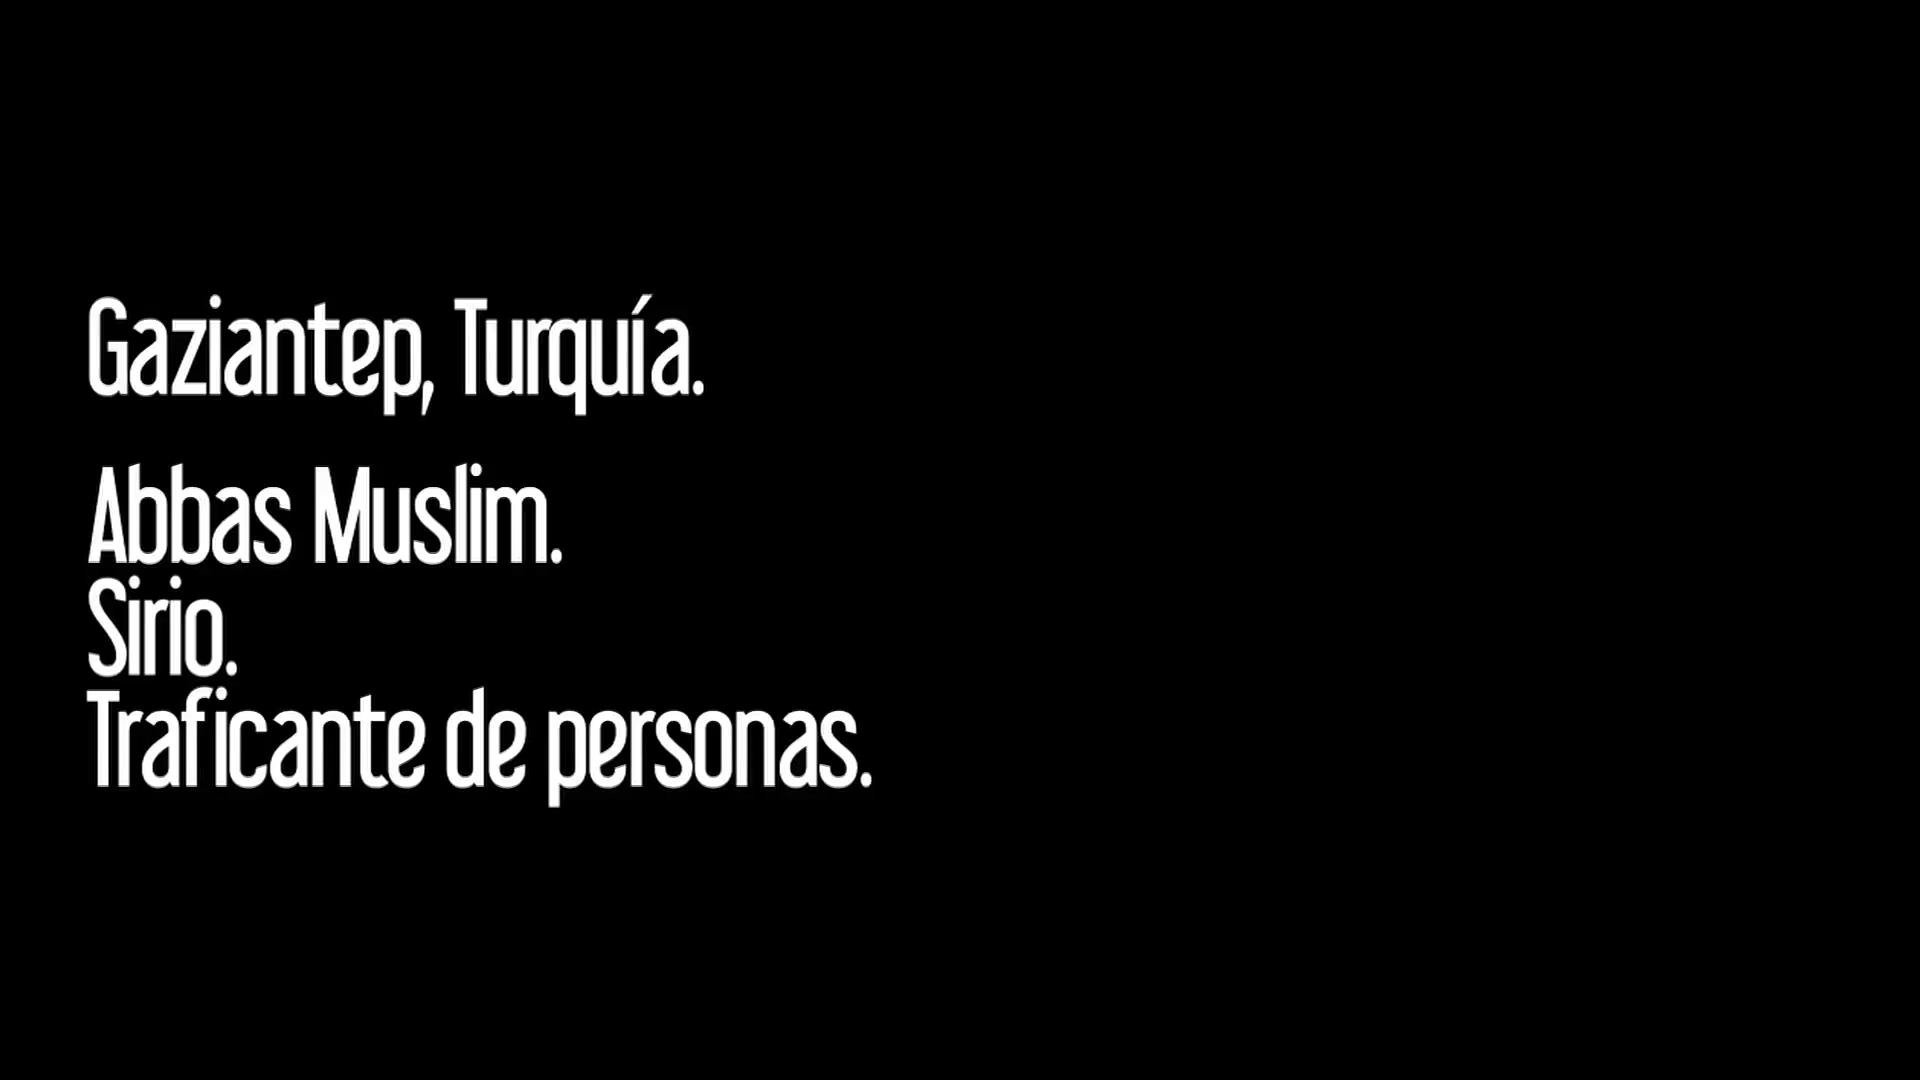 Gaziantep, Turquía.
Abbas Muslim.
Sirio.
Traficante de personas.